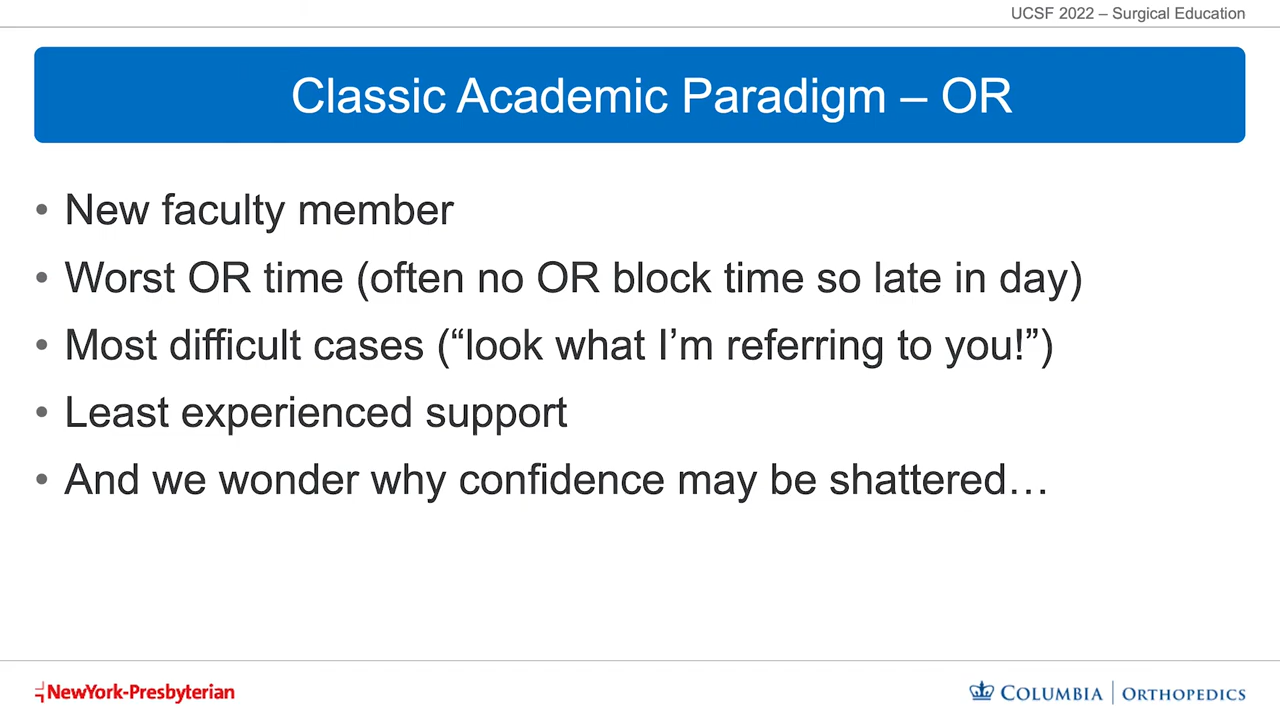 UCSF 2022 – Surgical Education
Classic Academic Paradigm – OR
• New faculty member
• Worst OR time (often no OR block time so late in day)
• Most difficult cases (“look what I’m referring to you!”)
• Least experienced support
• And we wonder why confidence may be shattered…
NewYork-Presbyterian
COLUMBIA | ORTHOPEDICS